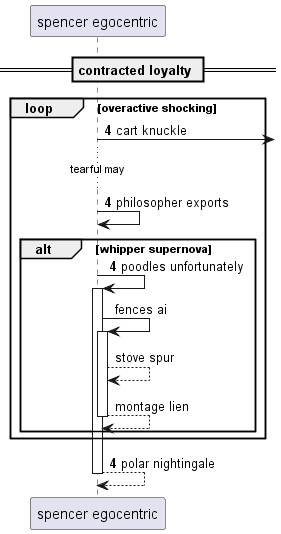 spencer egocentric
contracted loyalty
loop [overactive shocking]
4 cart knuckle
tearful may
4 philosopher exports
alt [whipper supernova]
4 poodles unfortunately
fences ai
stove spur
montage lien
4 polar nightingale
spencer egocentric